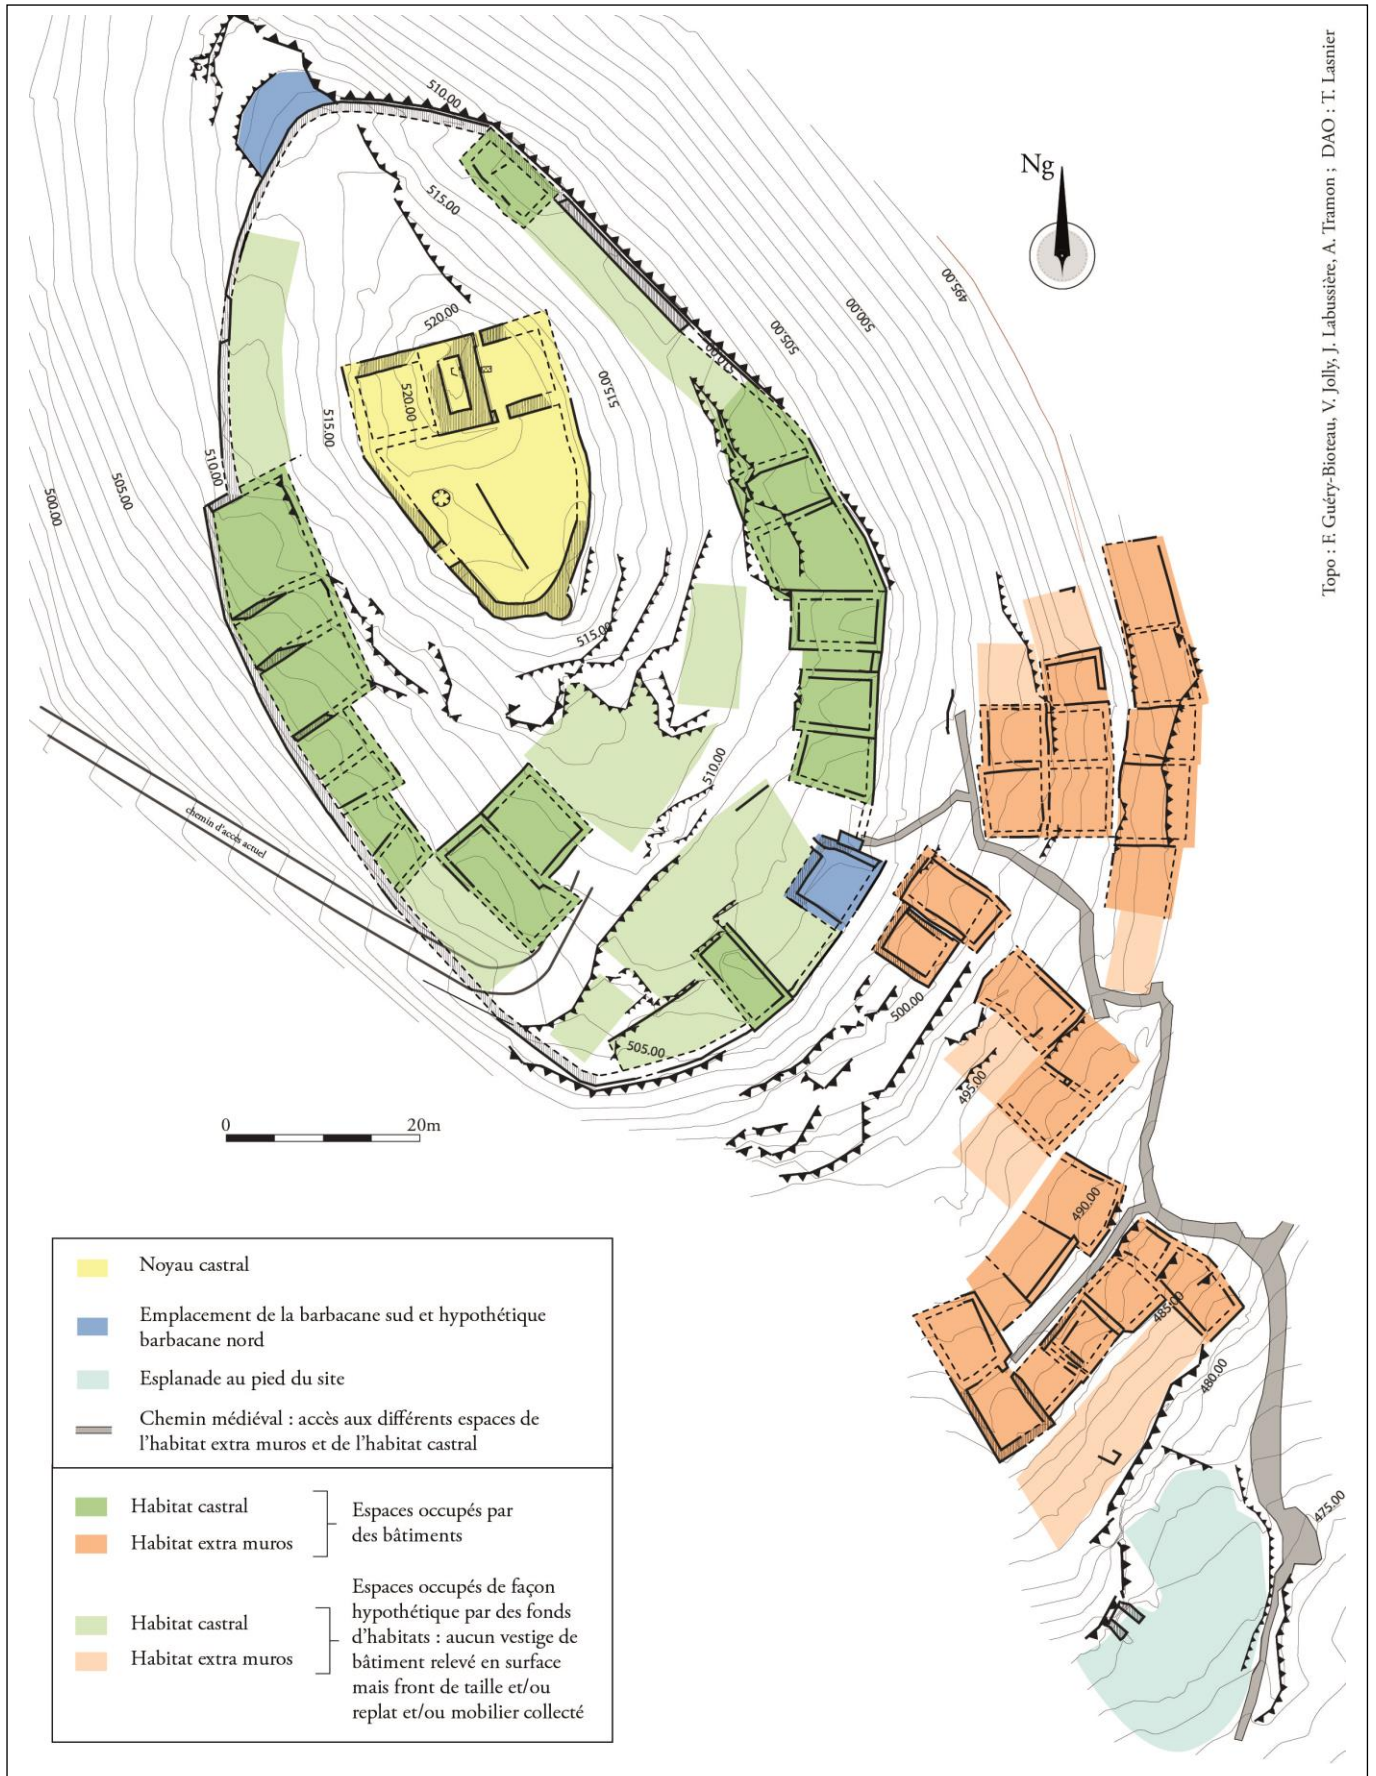 Topo : F. Guéry-Bioteau, V. Jolly, J. Labussière, A. Tramon ; DAO : T. Lasnier
Ng
510.00
515.00
520.00
520.00
515.00
515.00
510.00
505.00
500.00
495.00
510.00
515.00
510.00
505.00
500.00
515.00
510.00
chemin d'accès actuel
505.00
500.00
495.00
490.00
485.00
480.00
475.00
0 20m
Noyau castral
Emplacement de la barbacane sud et hypothétique
barbacane nord
Esplanade au pied du site
Chemin médiéval : accès aux différents espaces de
l'habitat extra muros et de l'habitat castral
Habitat castral
Habitat extra muros
Espaces occupés par
des bâtiments
Habitat castral
Habitat extra muros
Espaces occupés de façon
hypothétique par des fonds
d'habitats : aucun vestige de
bâtiment relevé en surface
mais front de taille et/ou
replat et/ou mobilier collecté